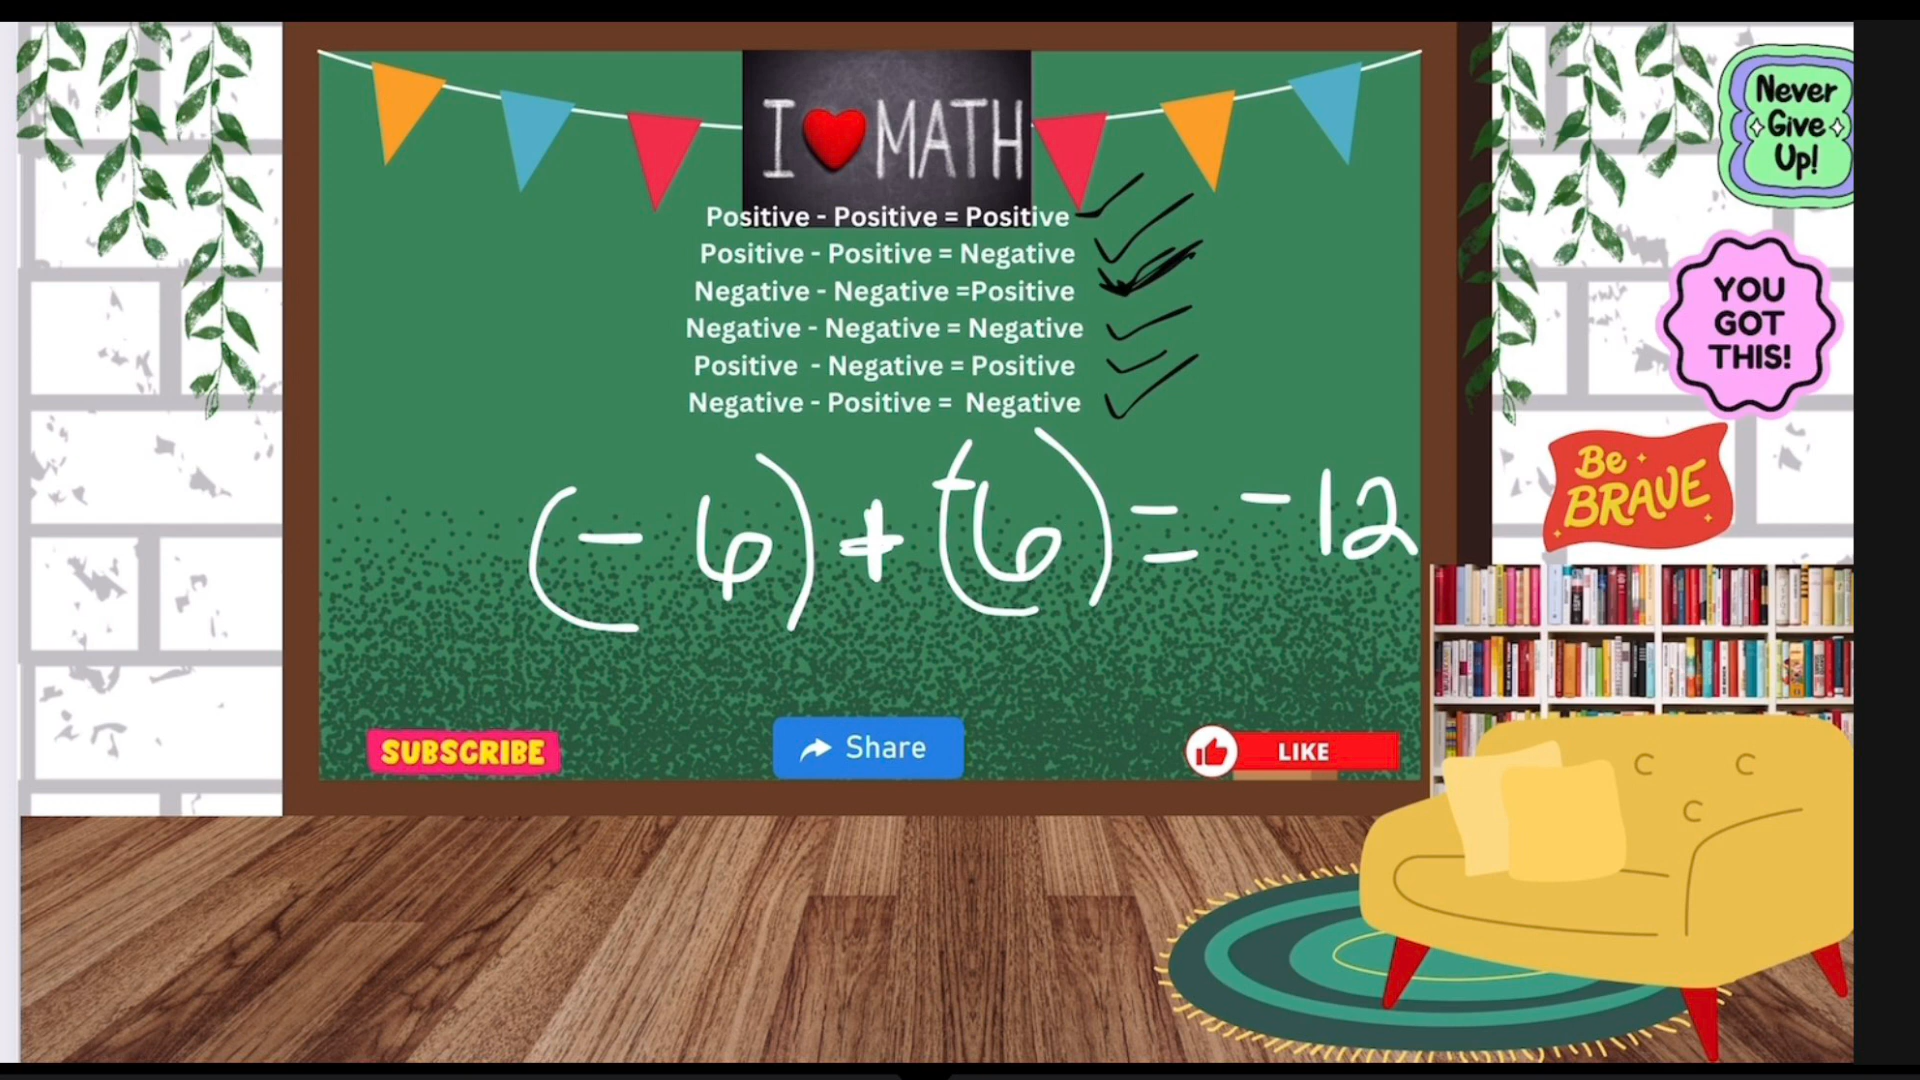 I ❤ MATH
Positive - Positive = Positive
Positive - Positive = Negative
Negative - Negative =Positive
Negative - Negative = Negative
Positive - Negative = Positive
Negative - Positive = Negative
(- 6) + (6) = -12
SUBSCRIBE
Share
LIKE
Never
Give
Up!
YOU
GOT
THIS!
Be
BRAVE